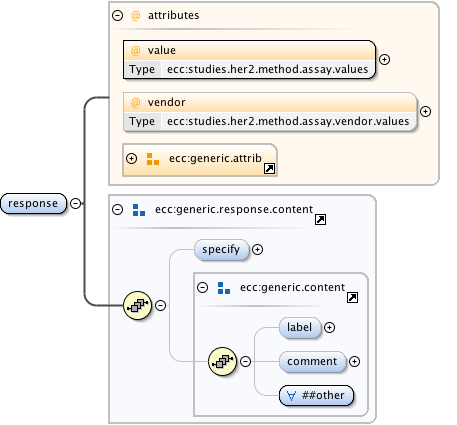 @ attributes
@ value
Type ecc:studies.her2.method.assay.values
@ vendor
Type ecc:studies.her2.method.assay.vendor.values
ecc:generic.attrib
response
ecc:generic.response.content
specify
ecc:generic.content
label
comment
∀ ##other